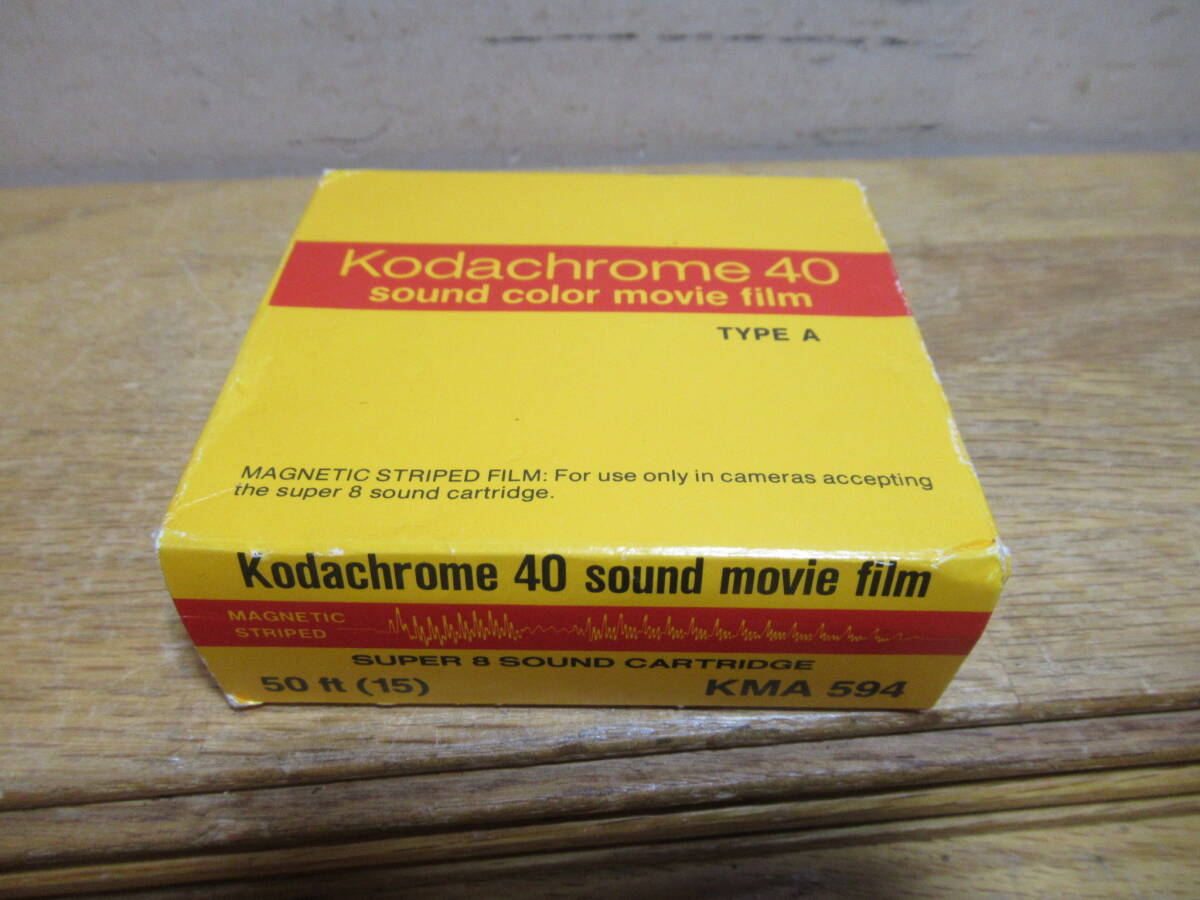 Kodachrome 40
sound color movie film
TYPE A
MAGNETIC STRIPED FILM: For use only in cameras accepting
the super 8 sound cartridge.
Kodachrome 40 sound movie film
MAGNETIC
STRIPED
SUPER 8 SOUND CARTRIDGE
50 ft (15)
KMA 594